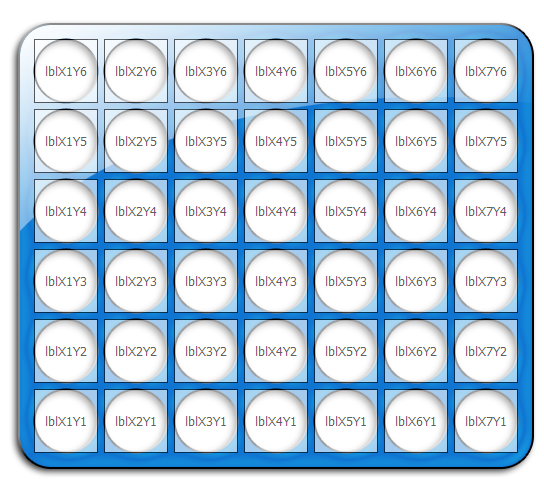 lblX1Y6 lblX2Y6 lblX3Y6 lblX4Y6 lblX5Y6 lblX6Y6 lblX7Y6
lblX1Y5 lblX2Y5 lblX3Y5 lblX4Y5 lblX5Y5 lblX6Y5 lblX7Y5
lblX1Y4 lblX2Y4 lblX3Y4 lblX4Y4 lblX5Y4 lblX6Y4 lblX7Y4
lblX1Y3 lblX2Y3 lblX3Y3 lblX4Y3 lblX5Y3 lblX6Y3 lblX7Y3
lblX1Y2 lblX2Y2 lblX3Y2 lblX4Y2 lblX5Y2 lblX6Y2 lblX7Y2
lblX1Y1 lblX2Y1 lblX3Y1 lblX4Y1 lblX5Y1 lblX6Y1 lblX7Y1